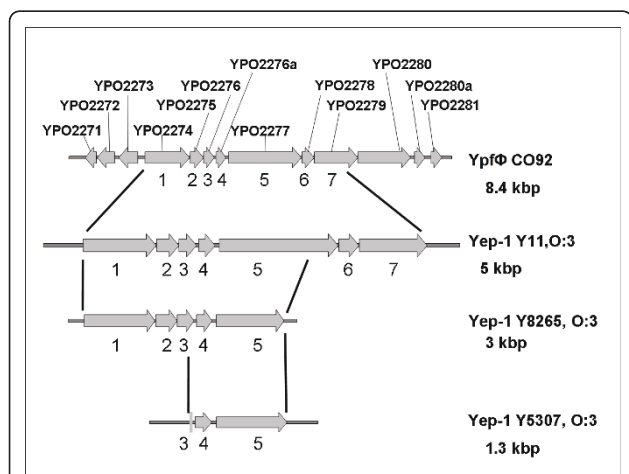 YPO2276a
YPO2273 YPO2276 YPO2280
YPO2272 YPO2275 YPO2278 YPO2280a
YPO2271 YPO2274 YPO2277 YPO2279 YPO2281
YpfΦ CO92
8.4 kbp
1 2 3 4 5 6 7
Yep-1 Y11,O:3
5 kbp
1 2 3 4 5 6 7
Yep-1 Y8265, O:3
3 kbp
1 2 3 4 5
Yep-1 Y5307, O:3
1.3 kbp
3 4 5